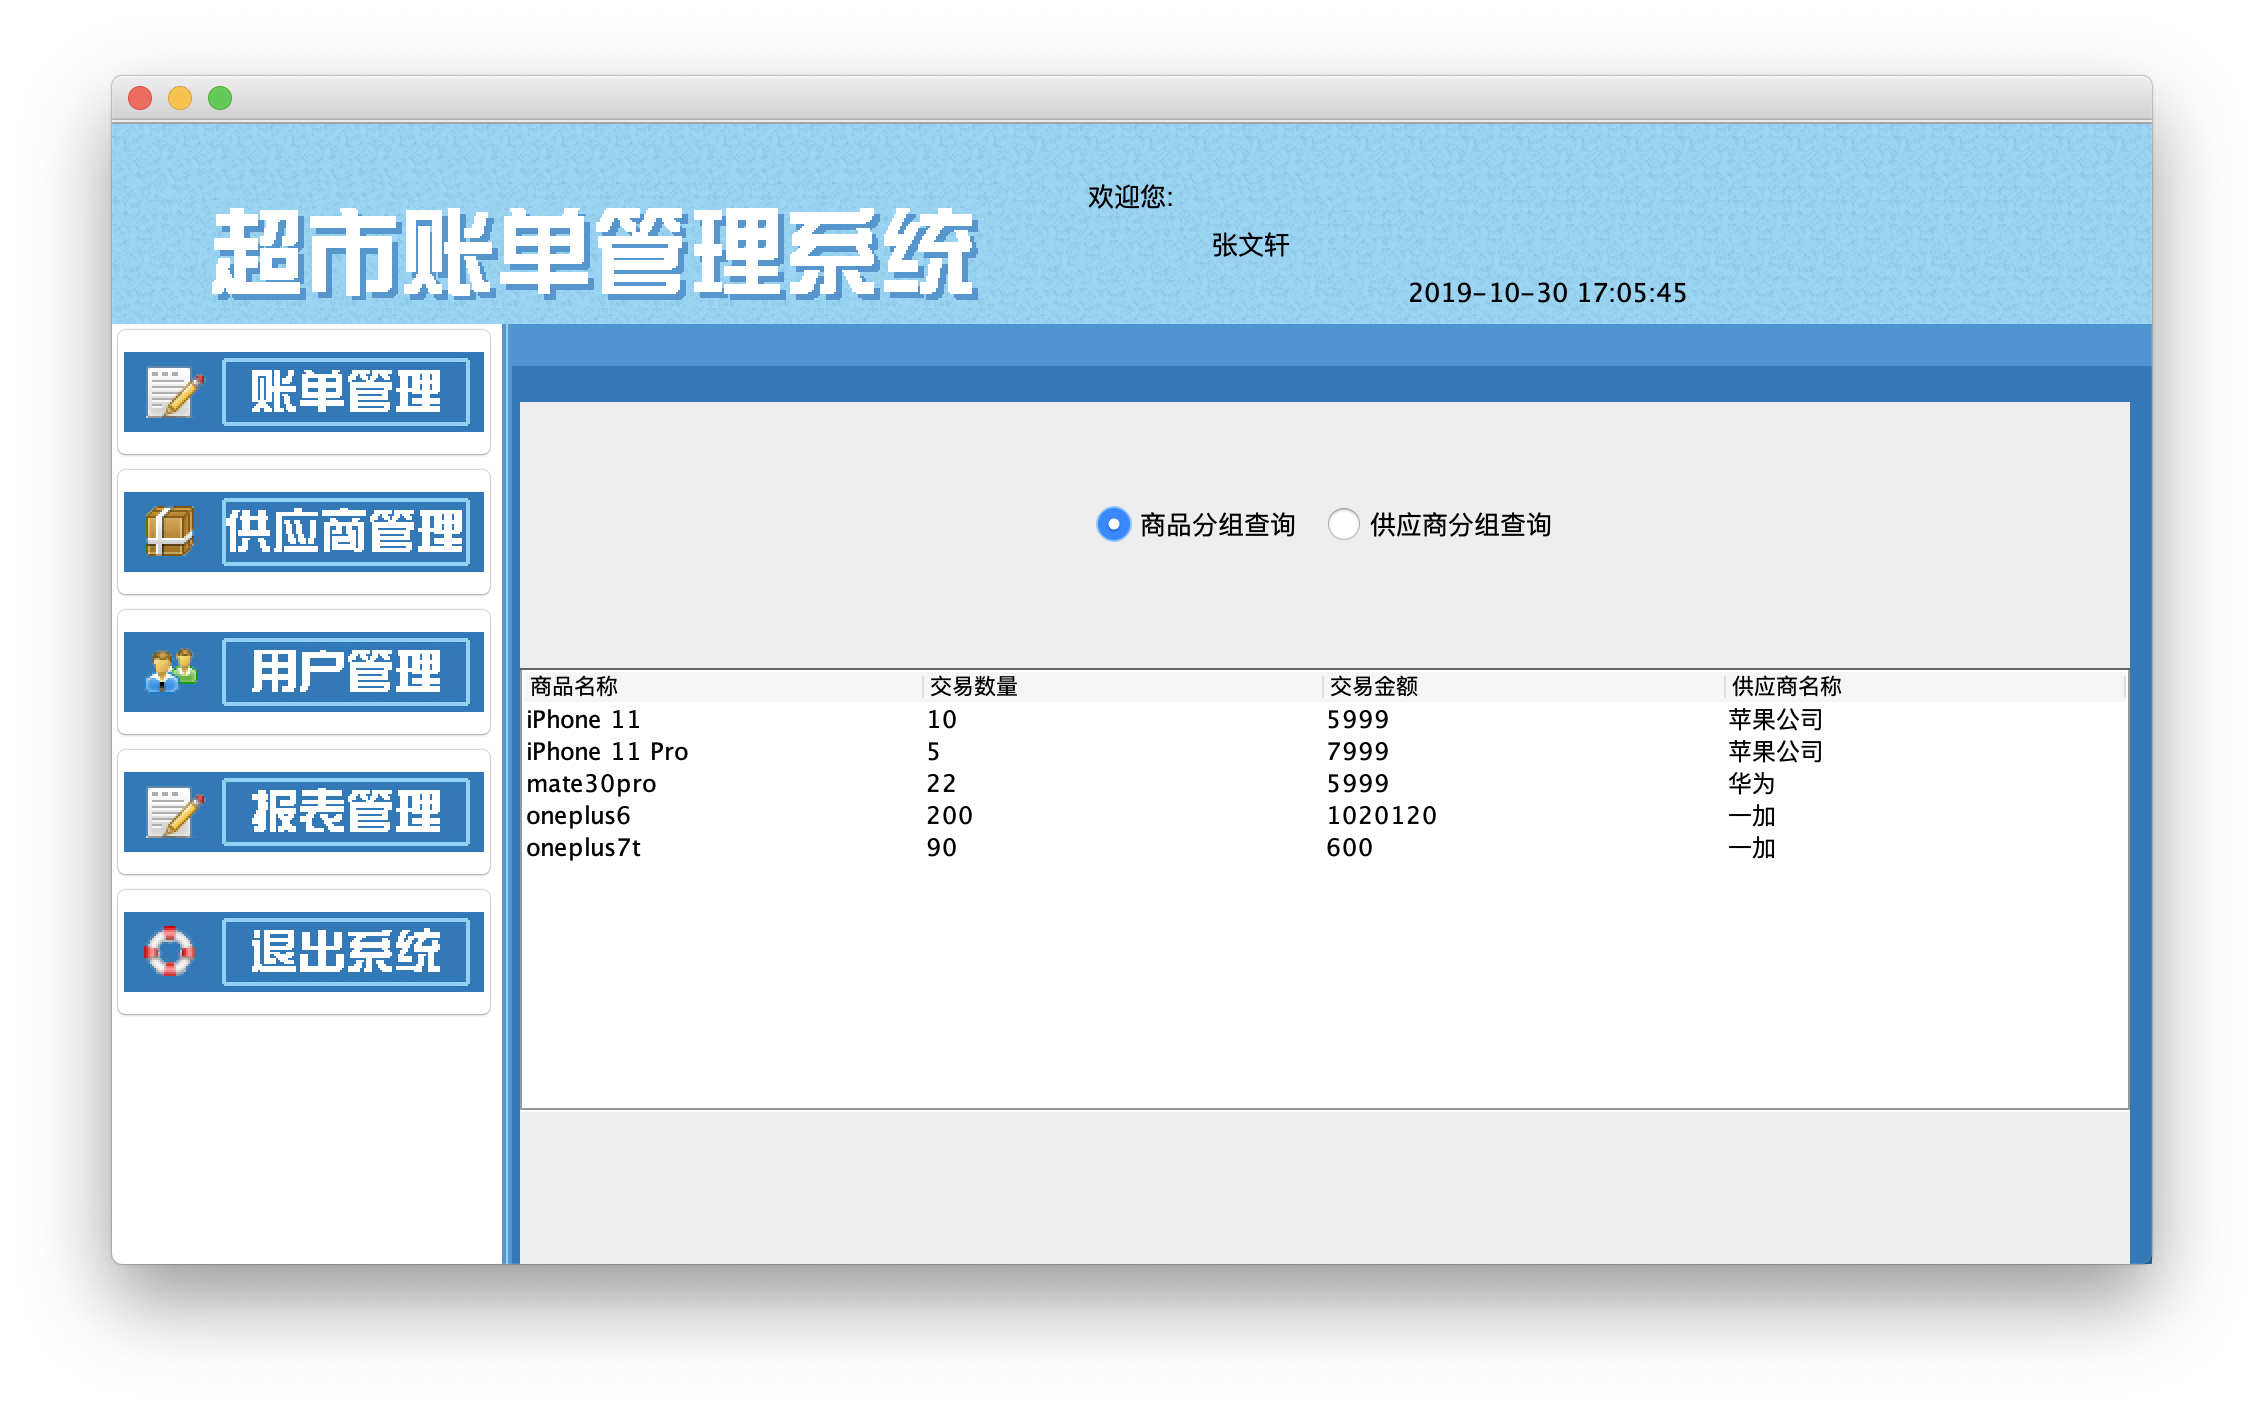 超市账单管理系统
欢迎您:
张文轩
2019-10-30 17:05:45
账单管理
供应商管理
用户管理
报表管理
退出系统
商品分组查询 供应商分组查询
商品名称 交易数量 交易金额 供应商名称
iPhone 11 10 5999 苹果公司
iPhone 11 Pro 5 7999 苹果公司
mate30pro 22 5999 华为
oneplus6 200 1020120 一加
oneplus7t 90 600 一加